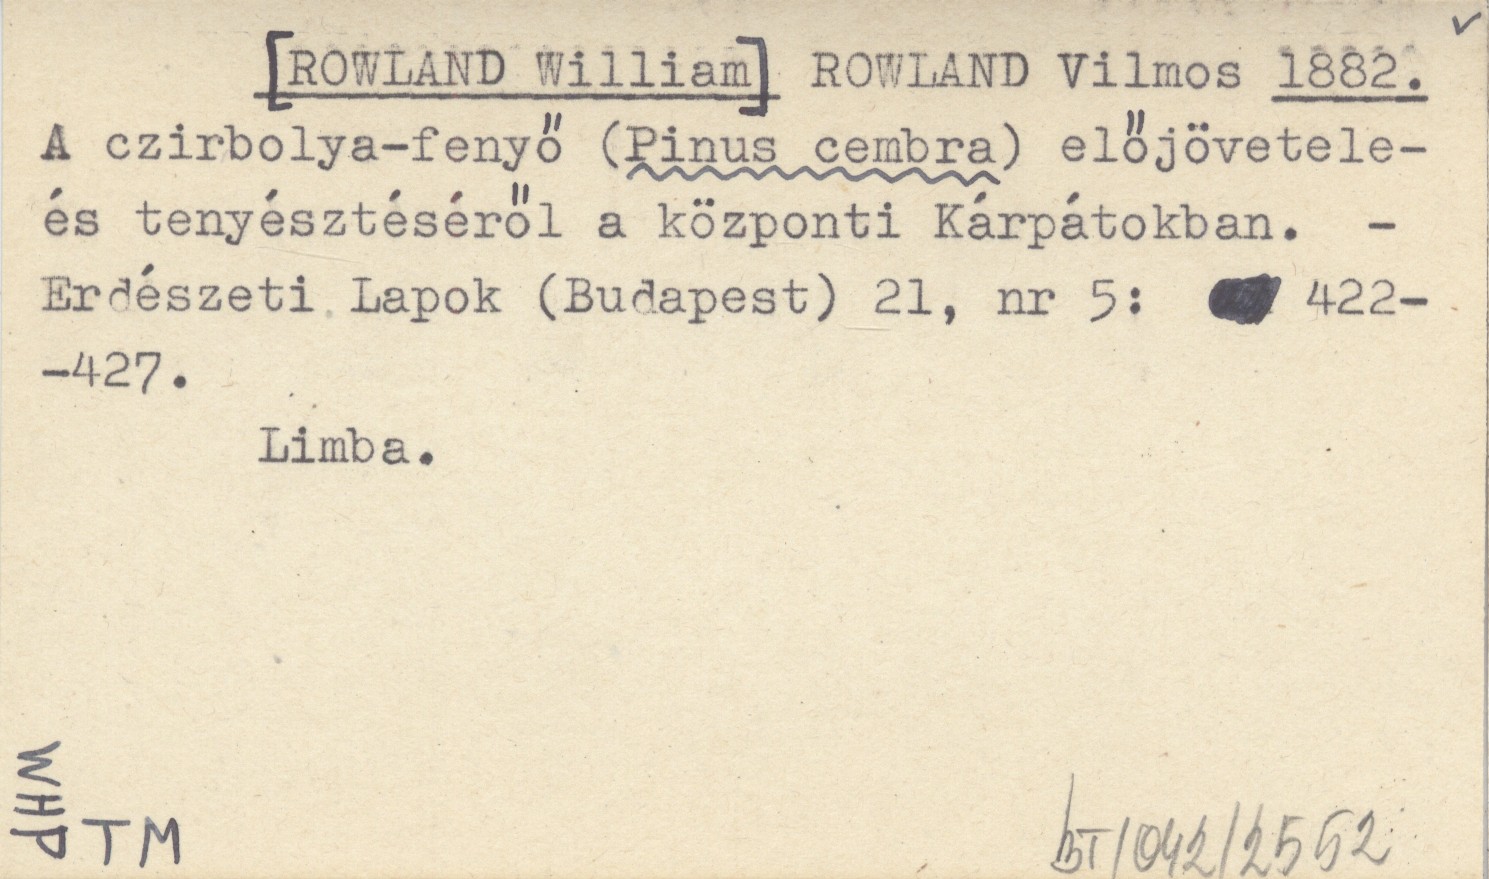 [ROWLAND William] ROWLAND Vilmos 1882.
A czirbolya-fenyő (Pinus cembra) előjövetele-
és tenyésztéséről a központi Kárpátokban. -
Erdészeti Lapok (Budapest) 21, nr 5: 422-
-427.
Limba.
WHP
TM
BT/042/2552